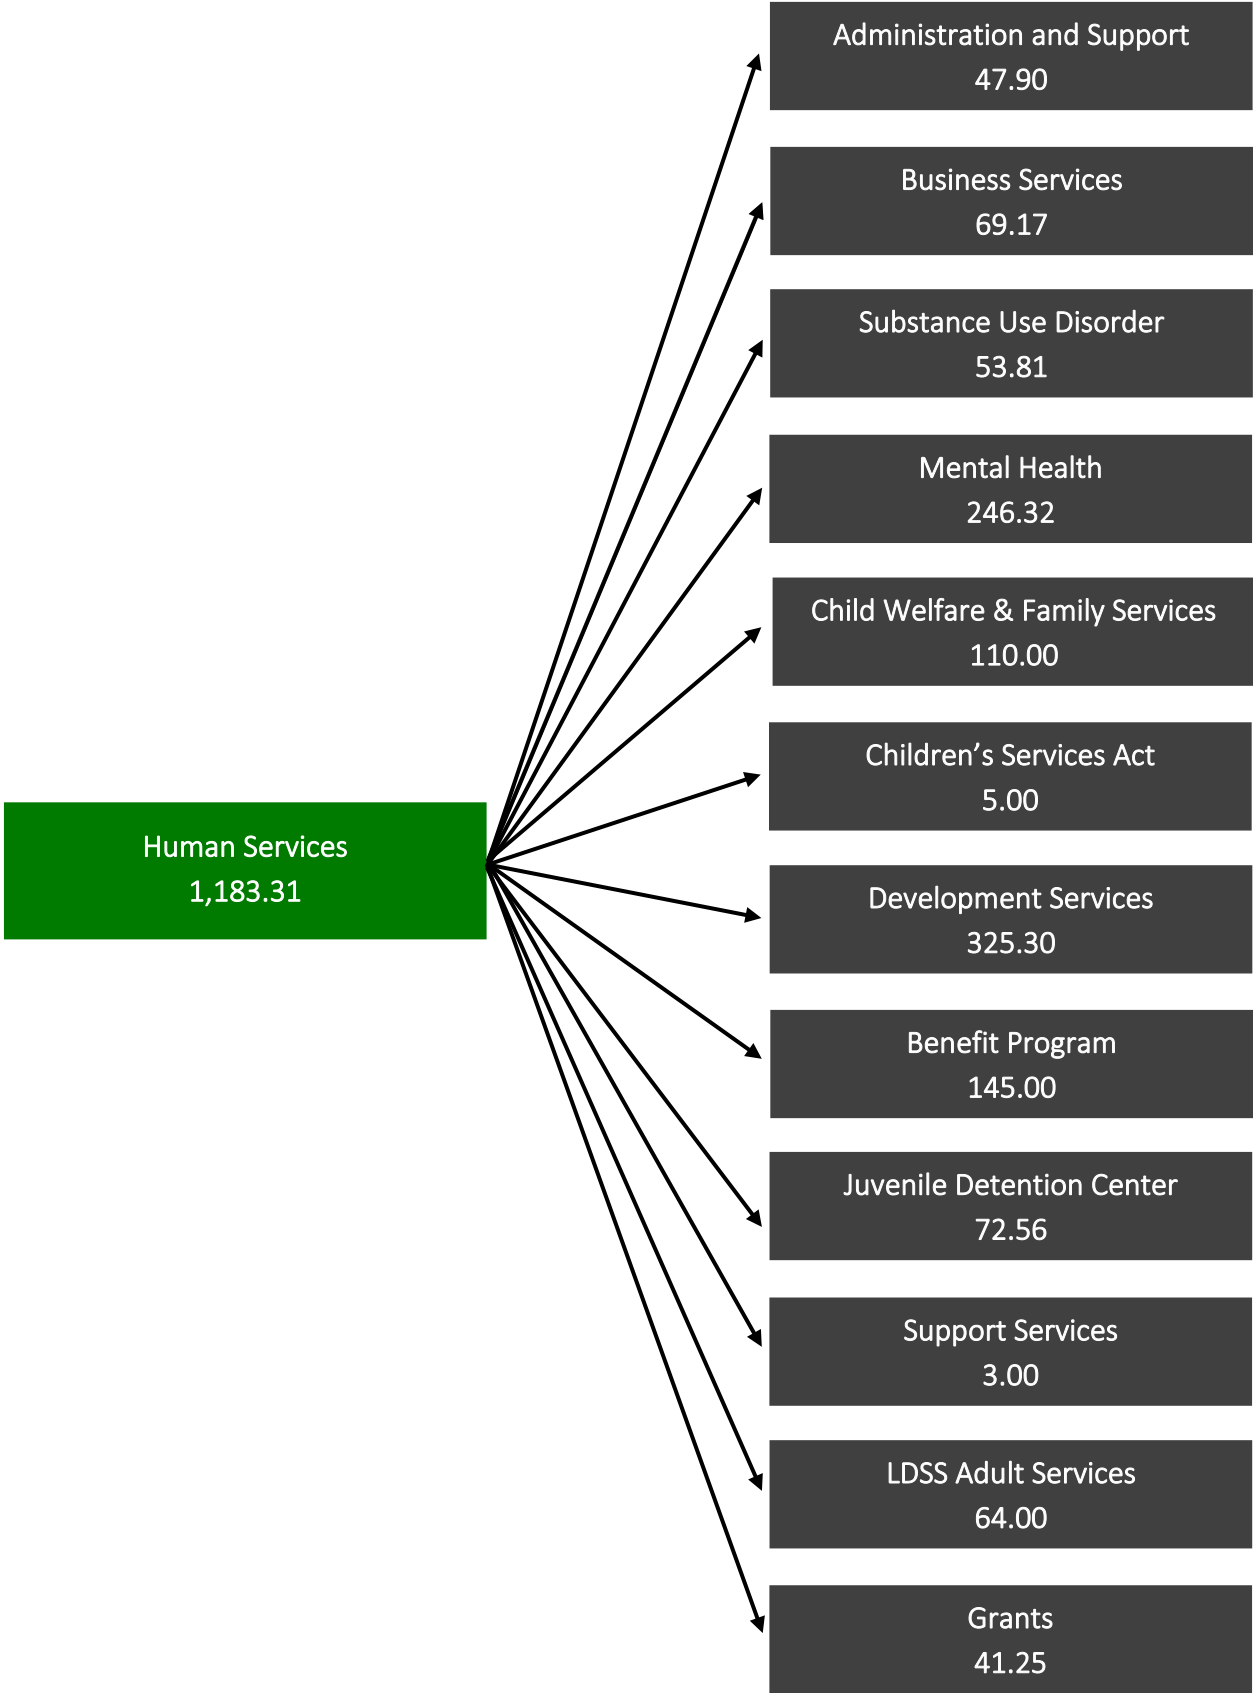 Administration and Support
47.90
Business Services
69.17
Substance Use Disorder
53.81
Mental Health
246.32
Child Welfare & Family Services
110.00
Children’s Services Act
5.00
Human Services
1,183.31
Development Services
325.30
Benefit Program
145.00
Juvenile Detention Center
72.56
Support Services
3.00
LDSS Adult Services
64.00
Grants
41.25